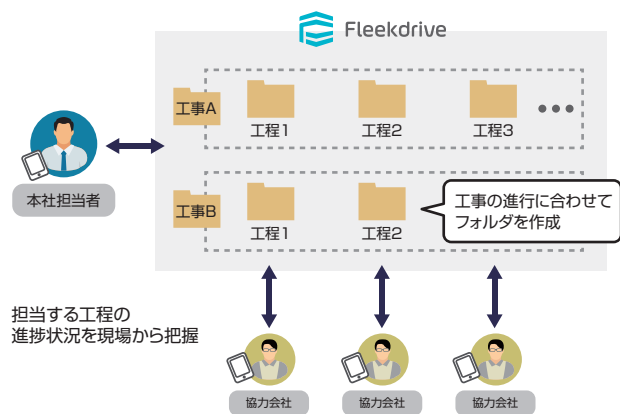 Fleekdrive
工事A
工程1
工程2
工程3
本社担当者
工事B
工程1
工程2
工事の進行に合わせて
フォルダを作成
担当する工程の
進捗状況を現場から把握
協力会社
協力会社
協力会社